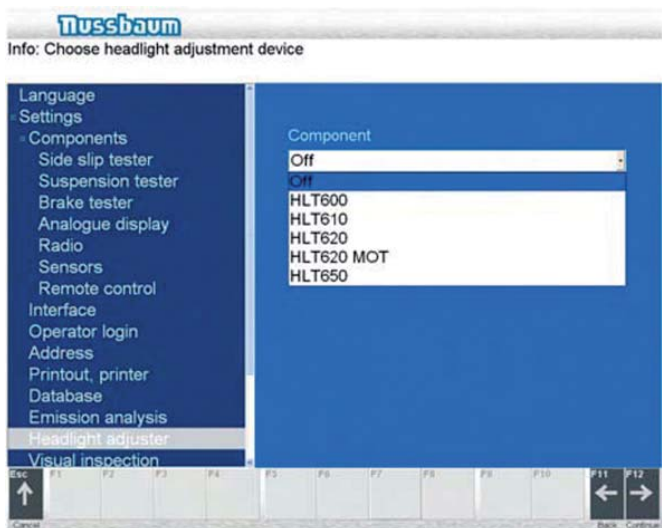 Nussbaum
Info: Choose headlight adjustment device
Language
Settings
Components
Side slip tester
Suspension tester
Brake tester
Analogue display
Radio
Sensors
Remote control
Interface
Operator login
Address
Printout, printer
Database
Emission analysis
Headlight adjuster
Visual inspection
Component
Off
Off
HLT600
HLT610
HLT620
HLT620 MOT
HLT650
Esc F1 F2 F3 F4 F5 F6 F7 F8 F9 F10 F11 F12
Cancel Back Continue